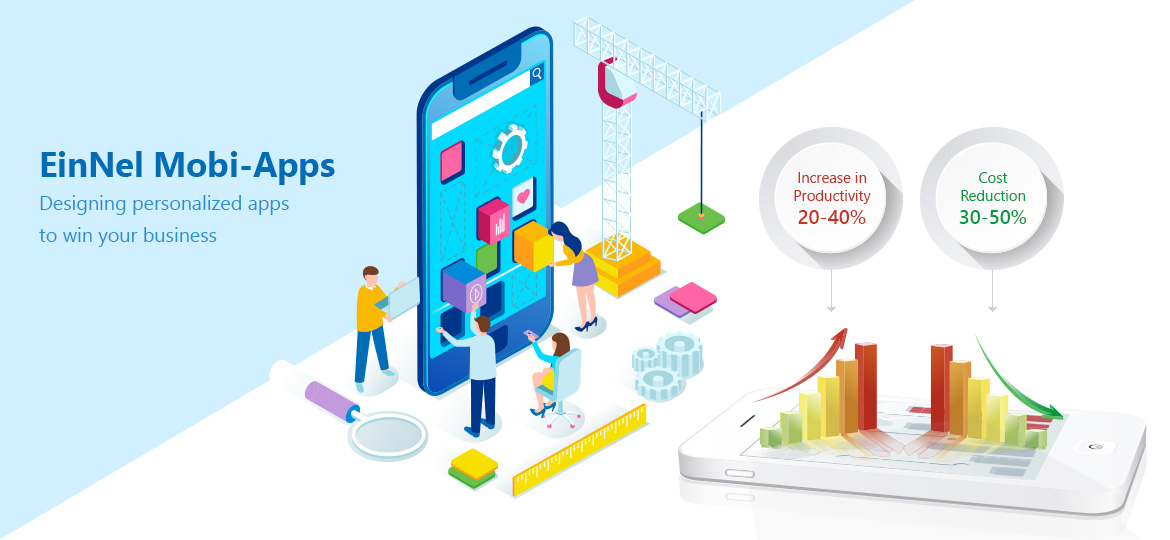 EinNel Mobi-Apps
Designing personalized apps
to win your business
Increase in
Productivity
20-40%
Cost
Reduction
30-50%